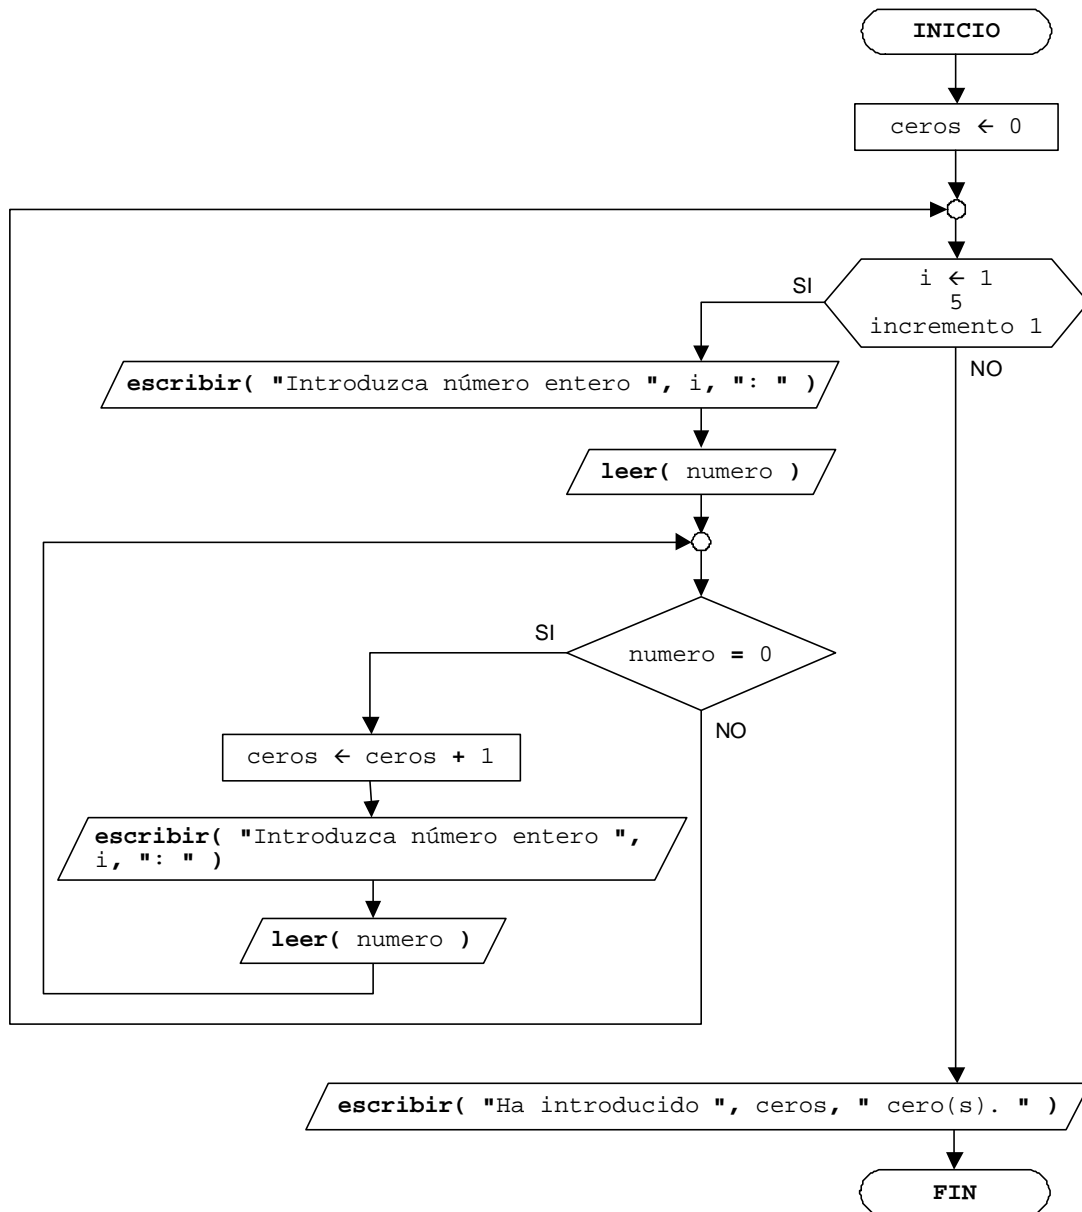 INICIO
ceros ← 0
i ← 1
5
incremento 1
SI
NO
escribir( "Introduzca número entero ", i, ": " )
leer( numero )
numero = 0
SI
NO
ceros ← ceros + 1
escribir( "Introduzca número entero ",
i, ": " )
leer( numero )
escribir( "Ha introducido ", ceros, " cero(s). " )
FIN